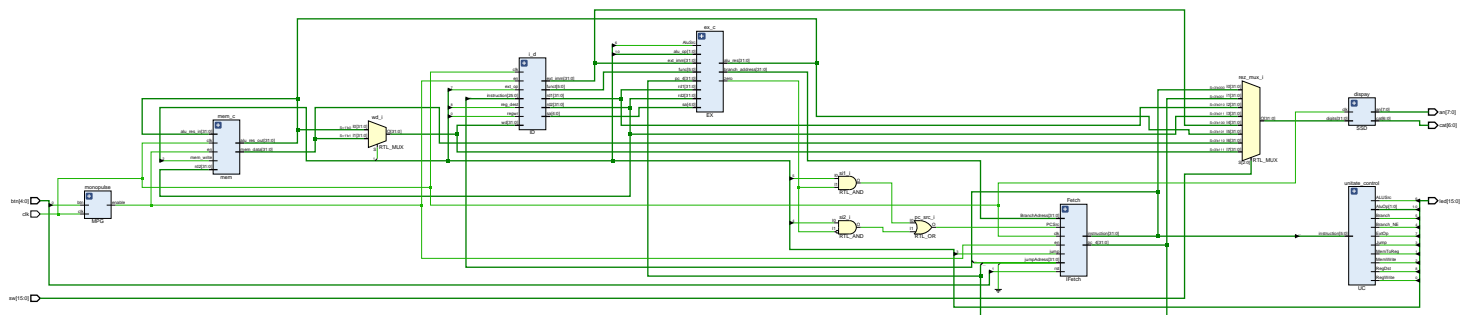 ex_c
AluSrc
alu_op[1:0]
ext_imm[31:0]
func[5:0]
pc_4[31:0]
rd1[31:0]
rd2[31:0]
sa[4:0]
alu_res[31:0]
branch_address[31:0]
zero
EX
i_d
clk
en
ext_op
instruction[25:0]
reg_dest
regwr
wd[31:0]
ext_imm[31:0]
func[5:0]
rd1[31:0]
rd2[31:0]
sa[4:0]
ID
rez_mux_i
RTL_MUX
display
clk
digits[31:0]
an[7:0]
cat[6:0]
SSD
an[7:0]
cat[6:0]
mem_c
alu_res_in[31:0]
clk
en
mem_write
rd2[31:0]
alu_res_out[31:0]
mem_data[31:0]
mem
wd_i
RTL_MUX
monopulse
btn
clk
enable
MPG
btn[4:0]
clk
si1_i
RTL_AND
si2_i
RTL_AND
pc_src_i
RTL_OR
Fetch
BranchAdress[31:0]
PCSrc
clk
en
jump
jumpAdress[31:0]
rst
instruction[31:0]
pc_4[31:0]
IFetch
unitate_control
instruction[5:0]
ALUSrc
AluOp[1:0]
Branch
Branch_NE
ExtOp
Jump
MemToReg
MemWrite
RegDst
RegWrite
UC
led[15:0]
sw[15:0]